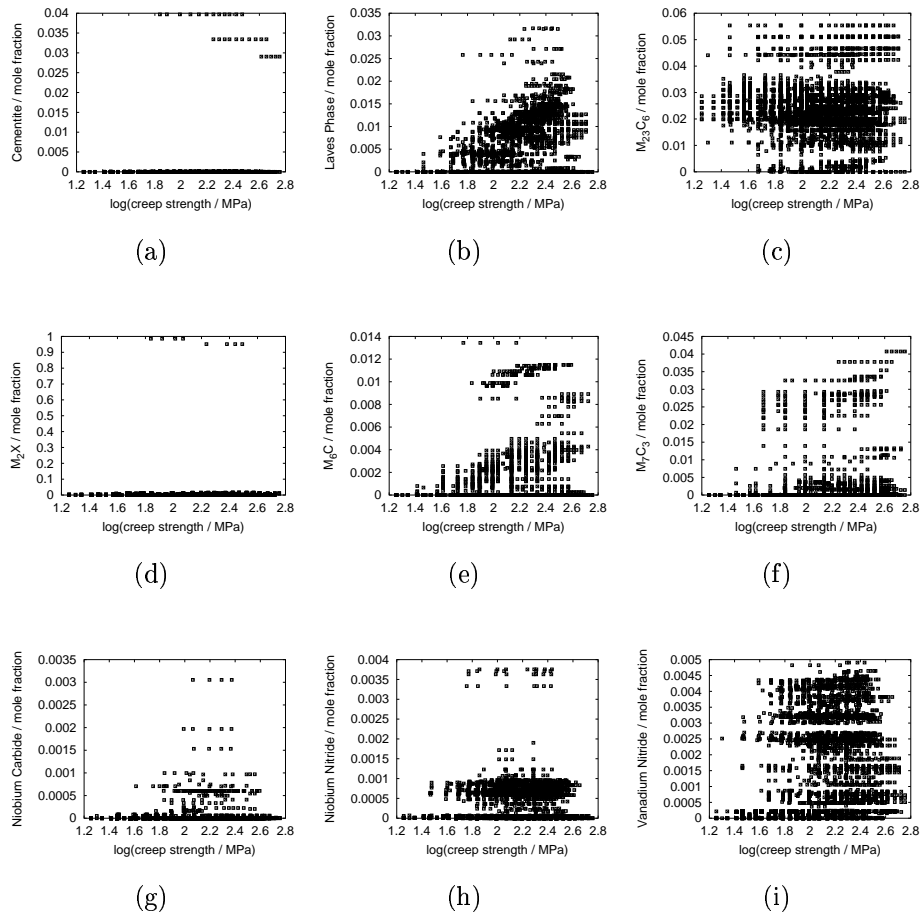 Cementitite / mole fraction
0.04
0.035
0.03
0.025
0.02
0.015
0.01
0.005
0
1.2 1.4 1.6 1.8 2 2.2 2.4 2.6 2.8
log(creep strength / MPa)
(a)
Laves Phase / mole fraction
0.035
0.03
0.025
0.02
0.015
0.01
0.005
0
1.2 1.4 1.6 1.8 2 2.2 2.4 2.6 2.8
log(creep strength / MPa)
(b)
M23C6 / mole fraction
0.06
0.05
0.04
0.03
0.02
0.01
0
1.2 1.4 1.6 1.8 2 2.2 2.4 2.6 2.8
log(creep strength / MPa)
(c)
M2X / mole fraction
1
0.9
0.8
0.7
0.6
0.5
0.4
0.3
0.2
0.1
0
1.2 1.4 1.6 1.8 2 2.2 2.4 2.6 2.8
log(creep strength / MPa)
(d)
M6C / mole fraction
0.014
0.012
0.01
0.008
0.006
0.004
0.002
0
1.2 1.4 1.6 1.8 2 2.2 2.4 2.6 2.8
log(creep strength / MPa)
(e)
M7C3 / mole fraction
0.045
0.04
0.035
0.03
0.025
0.02
0.015
0.01
0.005
0
1.2 1.4 1.6 1.8 2 2.2 2.4 2.6 2.8
log(creep strength / MPa)
(f)
Niobium Carbide / mole fraction
0.0035
0.003
0.0025
0.002
0.0015
0.001
0.0005
0
1.2 1.4 1.6 1.8 2 2.2 2.4 2.6 2.8
log(creep strength / MPa)
(g)
Niobium Nitride / mole fraction
0.004
0.0035
0.003
0.0025
0.002
0.0015
0.001
0.0005
0
1.2 1.4 1.6 1.8 2 2.2 2.4 2.6 2.8
log(creep strength / MPa)
(h)
Vanadium Nitride / mole fraction
0.005
0.0045
0.004
0.0035
0.003
0.0025
0.002
0.0015
0.001
0.0005
0
1.2 1.4 1.6 1.8 2 2.2 2.4 2.6 2.8
log(creep strength / MPa)
(i)